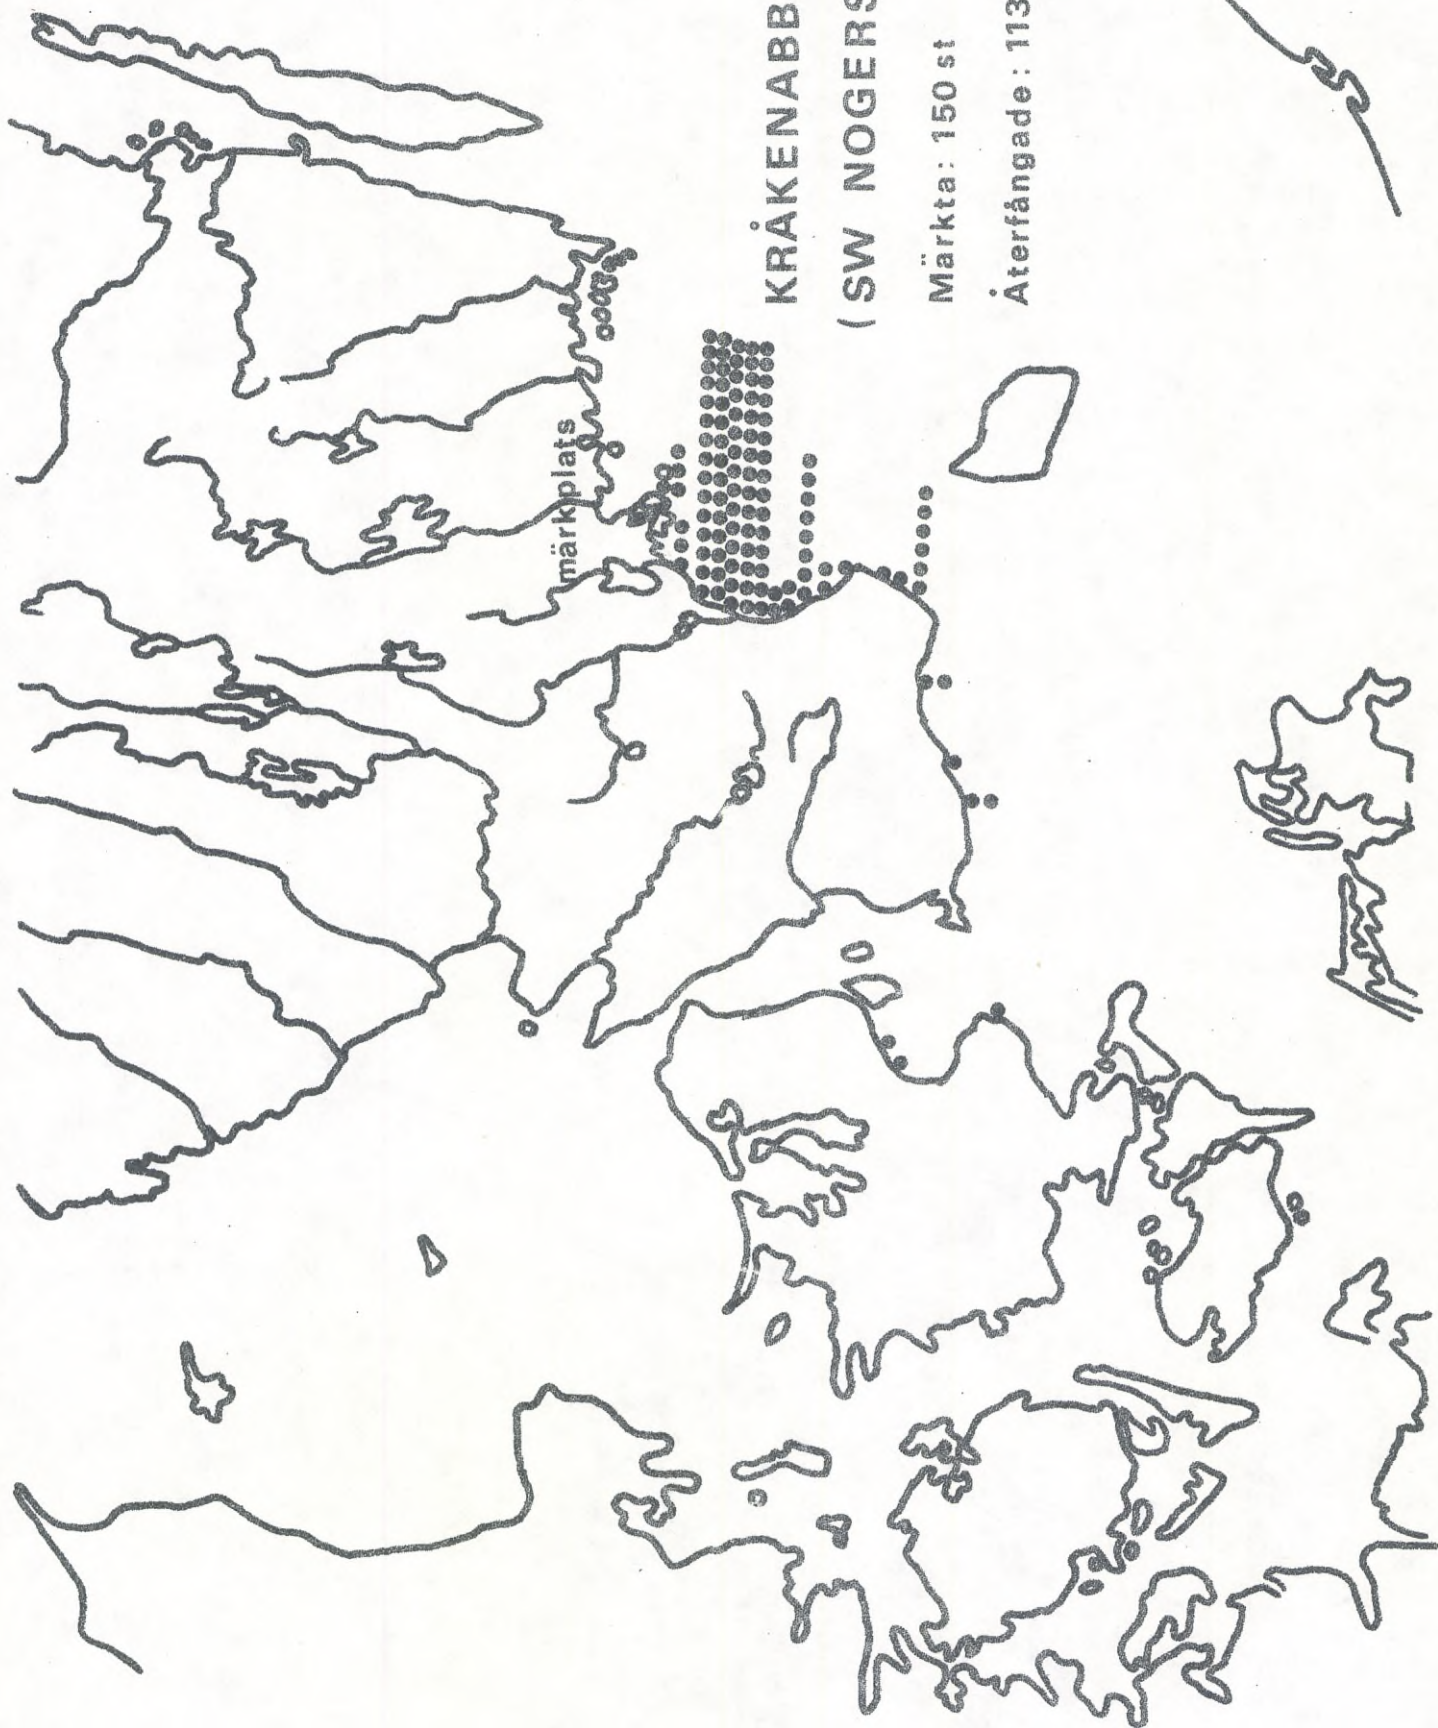 KRÅKENABB
(SW NOGERS
Märkta: 150 st
Återfångade: 113
märkplats